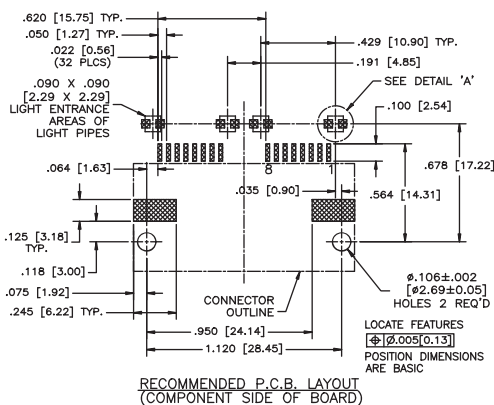 .620 [15.75] TYP.
.050 [1.27] TYP.
.022 [0.56]
(32 PLCS)
.090 X .090
[2.29 X 2.29]
LIGHT ENTRANCE
AREAS OF
LIGHT PIPES
.429 [10.90] TYP.
.191 [4.85]
SEE DETAIL 'A'
.100 [2.54]
.064 [1.63]
8
1
.678 [17.22]
.035 [0.90]
.564 [14.31]
.125 [3.18]
TYP.
.118 [3.00]
.075 [1.92]
.245 [6.22] TYP.
CONNECTOR
OUTLINE
ø.106±.002
[ø2.69±0.05]
HOLES 2 REQ'D
.950 [24.14]
1.120 [28.45]
LOCATE FEATURES
⌖ Ø.005[0.13]
POSITION DIMENSIONS
ARE BASIC
RECOMMENDED P.C.B. LAYOUT
(COMPONENT SIDE OF BOARD)